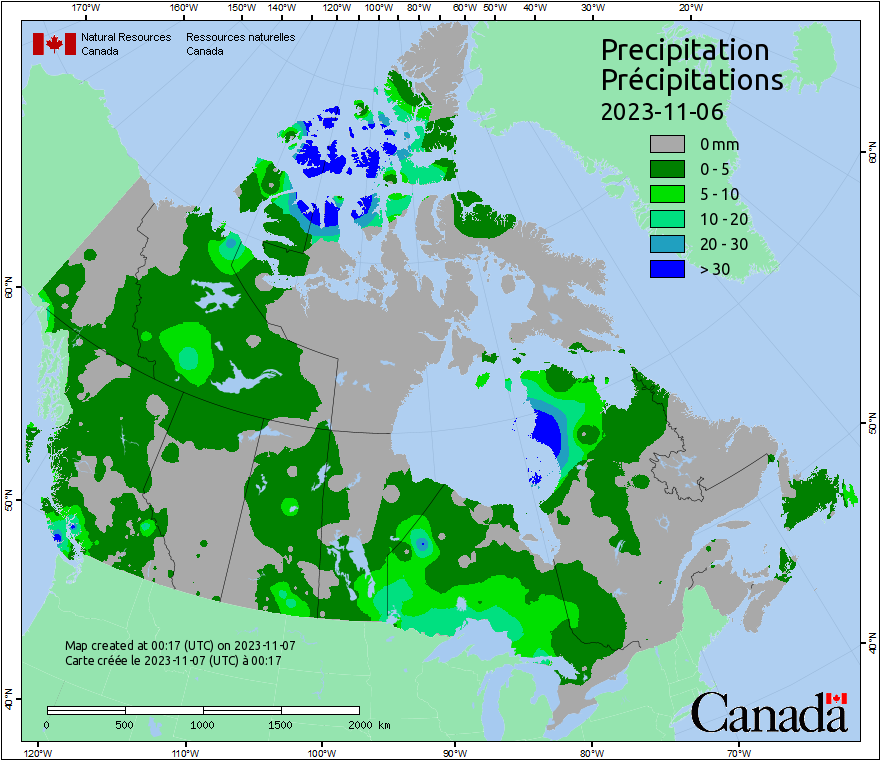 170°W 160°W 150°W 140°W 120°W 110°W 100°W 90°W 80°W 60°W 50°W 40°W 30°W 20°W
Natural Resources Ressources naturelles
Canada Canada
Precipitation
Précipitations
2023-11-06
0 mm
0 - 5
5 - 10
10 - 20
20 - 30
> 30
60°N 60°N
50°N 50°N
40°N 40°N
Map created at 00:17 (UTC) on 2023-11-07
Carte créée le 2023-11-07 (UTC) à 00:17
0 500 1000 1500 2000 km
Canada
120°W 110°W 100°W 90°W 80°W 70°W